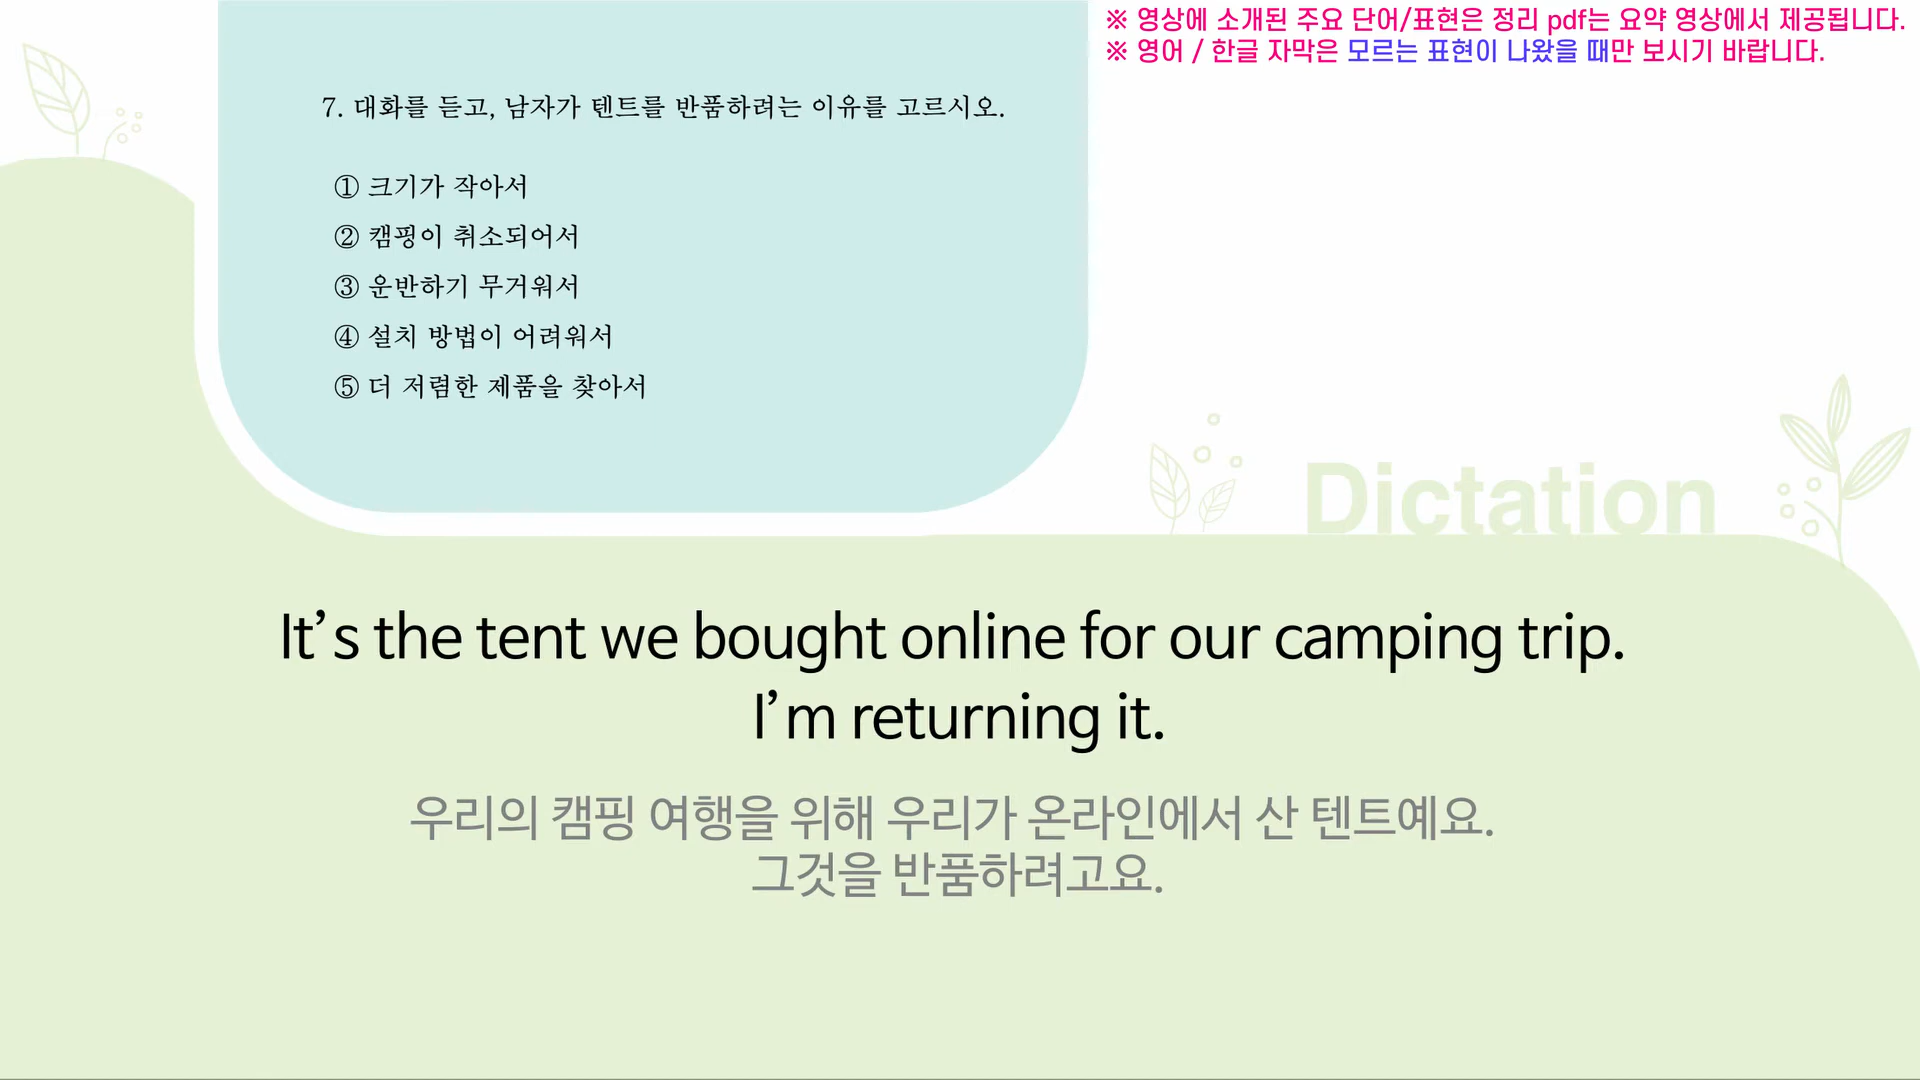 ※ 영상에 소개된 주요 단어/표현은 정리 pdf는 요약 영상에서 제공됩니다.
※ 영어 / 한글 자막은 모르는 표현이 나왔을 때만 보시기 바랍니다.
7. 대화를 듣고, 남자가 텐트를 반품하려는 이유를 고르시오.
① 크기가 작아서
② 캠핑이 취소되어서
③ 운반하기 무거워서
④ 설치 방법이 어려워서
⑤ 더 저렴한 제품을 찾아서
Dictation
It's the tent we bought online for our camping trip.
I'm returning it.
우리의 캠핑 여행을 위해 우리가 온라인에서 산 텐트예요.
그것을 반품하려고요.